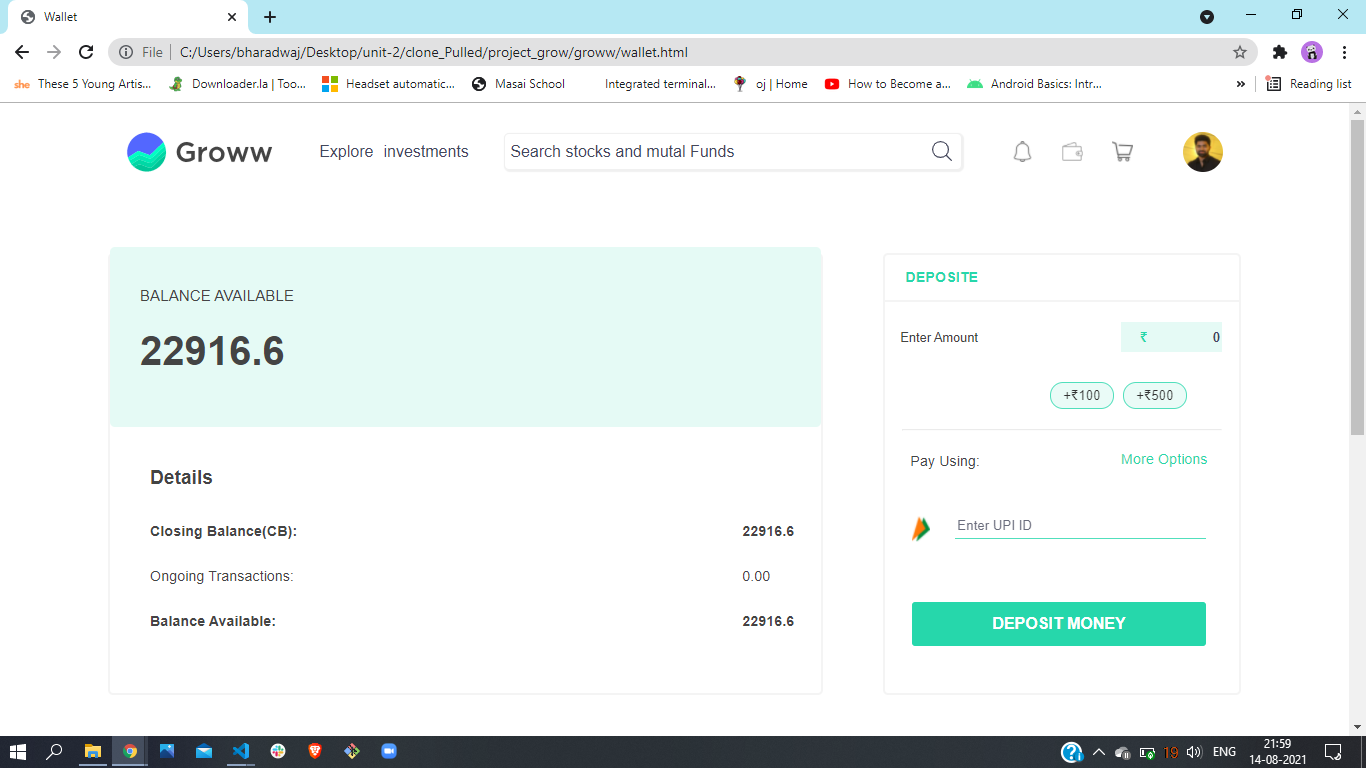 Wallet
File C:/Users/bharadwaj/Desktop/unit-2/clone_Pulled/project_grow/groww/wallet.html
she These 5 Young Artis... Downloader.la | Too... Headset automatic... Masai School Integrated terminal... oj | Home How to Become a... Android Basics: Intr... » Reading list
Groww Explore investments Search stocks and mutal Funds
BALANCE AVAILABLE
22916.6
Details
Closing Balance(CB): 22916.6
Ongoing Transactions: 0.00
Balance Available: 22916.6
DEPOSITE
Enter Amount ₹ 0
+₹100 +₹500
Pay Using: More Options
Enter UPI ID
DEPOSIT MONEY
19 ENG 21:59
14-08-2021